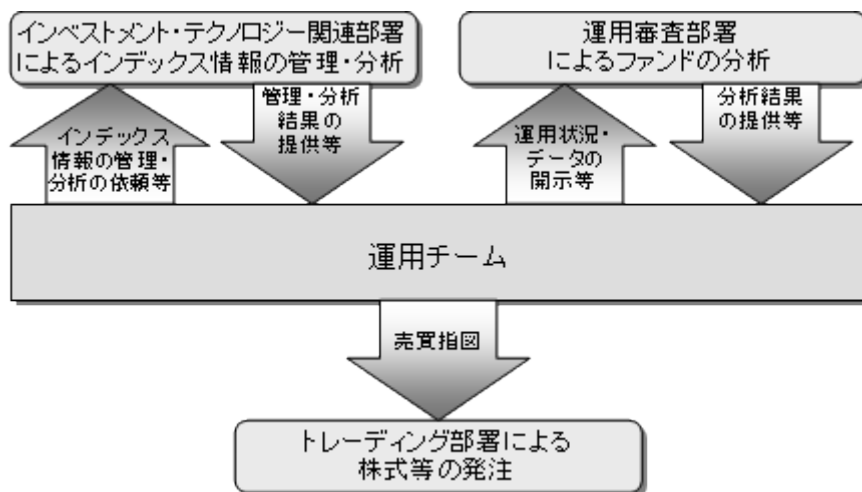 インベストメント・テクノロジー関連部署
によるインデックス情報の管理・分析
運用審査部署
によるファンドの分析
インデックス
情報の管理・
分析の依頼等
管理・分析
結果の
提供等
運用状況・
データの
開示等
分析結果
の提供等
運用チーム
売買指図
トレーディング部署による
株式等の発注